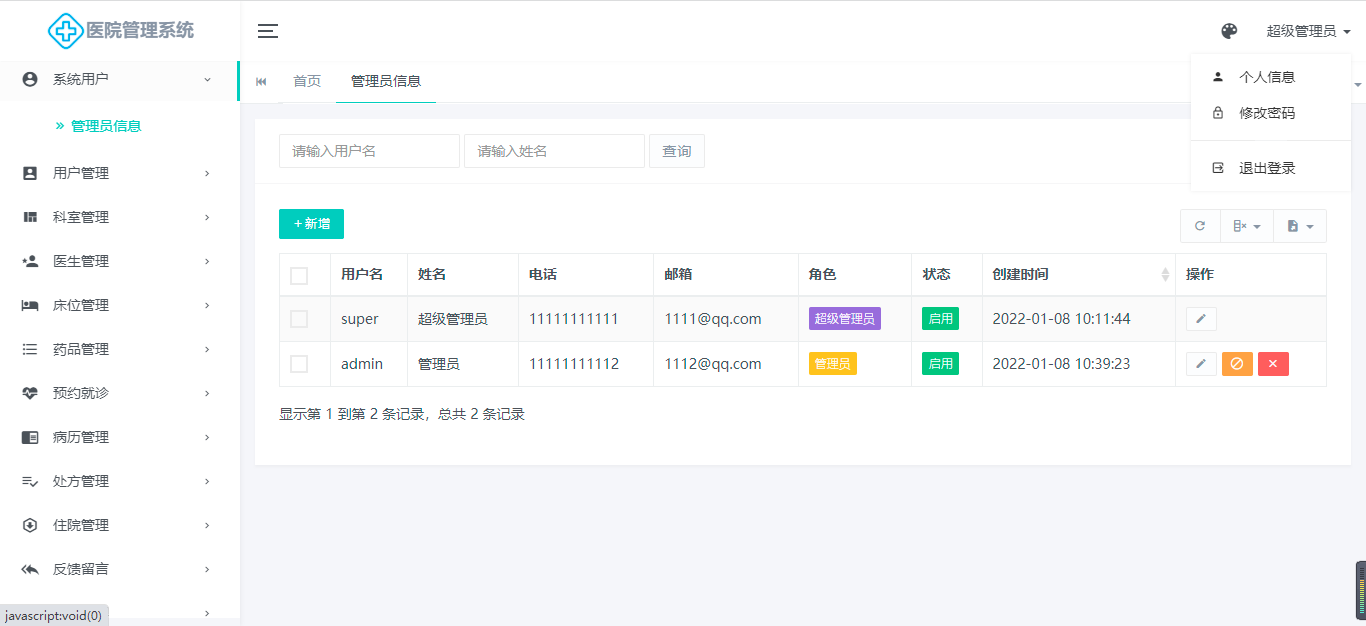 医院管理系统
超级管理员
系统用户
首页
管理员信息
个人信息
修改密码
退出登录
管理员信息
用户管理
科室管理
医生管理
床位管理
药品管理
预约就诊
病历管理
处方管理
住院管理
反馈留言
请输入用户名
请输入姓名
查询
+ 新增
用户名 姓名 电话 邮箱 角色 状态 创建时间 操作
super 超级管理员 11111111111 1111@qq.com 超级管理员 启用 2022-01-08 10:11:44
admin 管理员 11111111112 1112@qq.com 管理员 启用 2022-01-08 10:39:23
显示第 1 到第 2 条记录，总共 2 条记录
javascript:void(0)